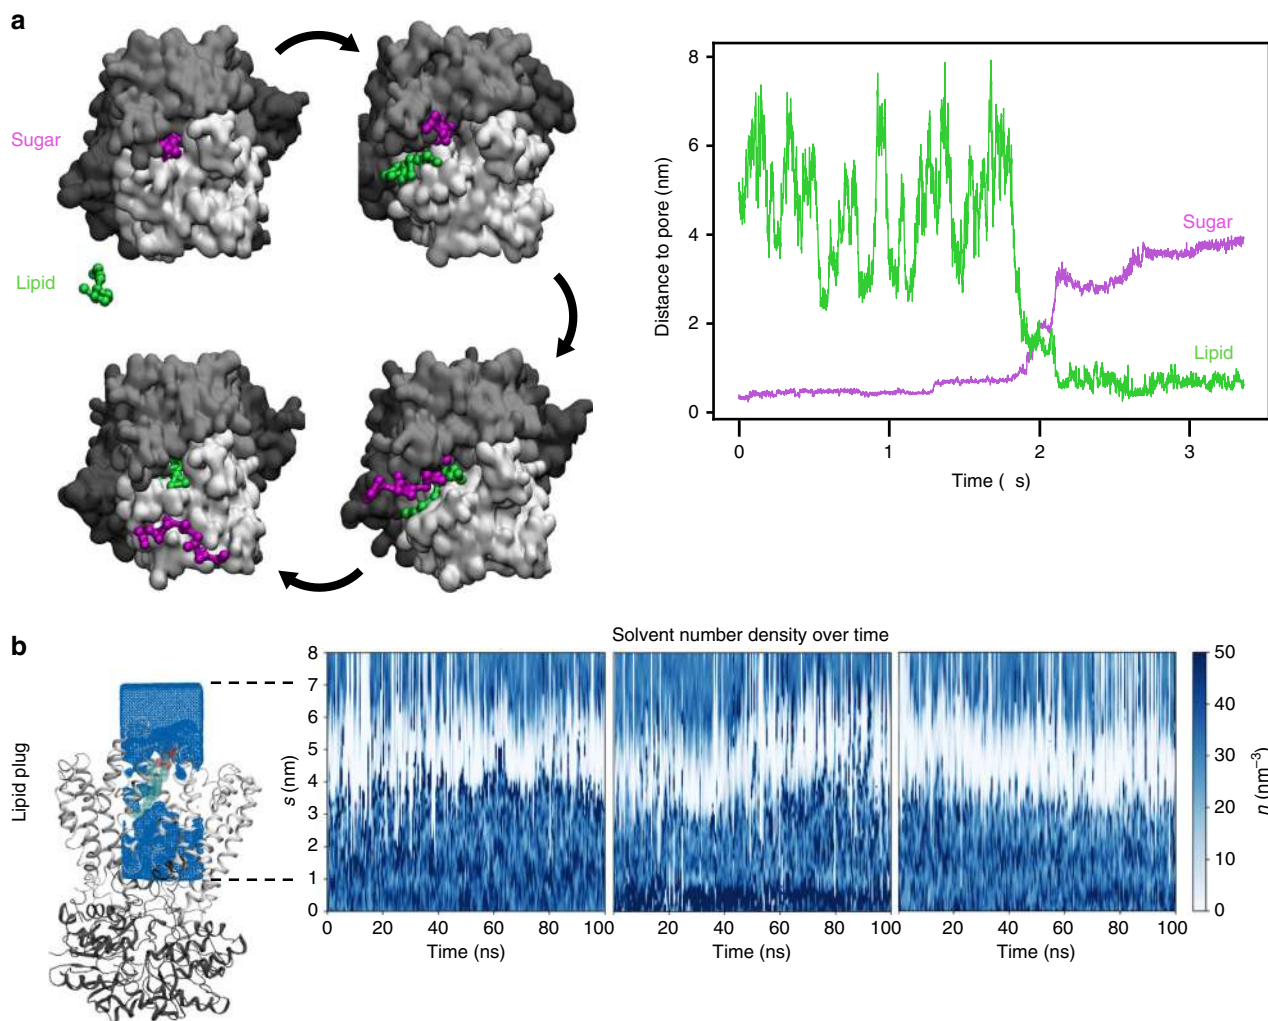 a
Sugar
Lipid
Distance to pore (nm)
8
6
4
2
0
Sugar
Lipid
0 1 2 3
Time ( s)
b
Solvent number density over time
Lipid plug
s (nm)
8
7
6
5
4
3
2
1
0
0 20 40 60 80 100
Time (ns)
0 20 40 60 80 100
Time (ns)
0 20 40 60 80 100
Time (ns)
50
40
30
20
10
0
n (nm⁻³)